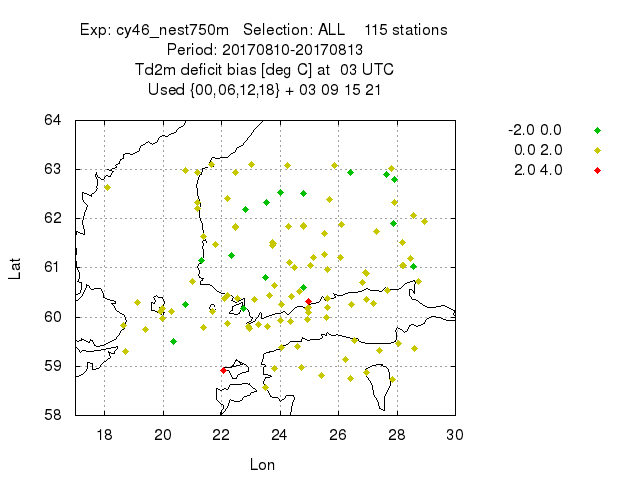 Exp: cy46_nest750m   Selection: ALL    115 stations
Period: 20170810-20170813
Td2m deficit bias [deg C] at  03 UTC
Used {00,06,12,18} + 03 09 15 21
-2.0 0.0
0.0 2.0
2.0 4.0
64
63
62
61
60
59
58
Lat
18 20 22 24 26 28 30
Lon